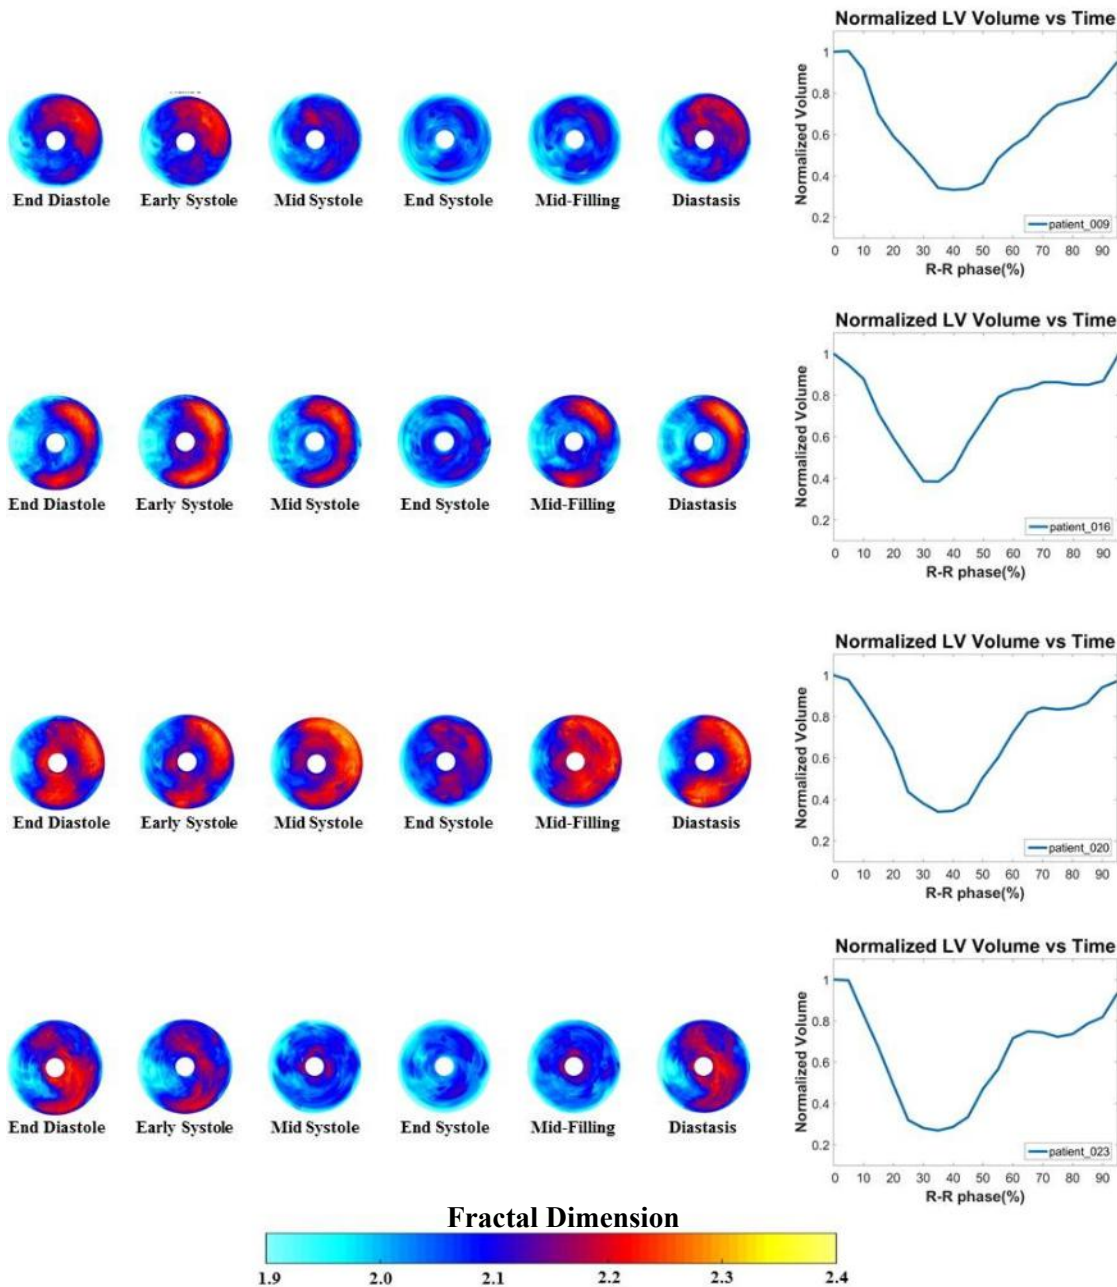 Normalized LV Volume vs Time
1
0.8
0.6
0.4
0.2
Normalized Volume
patient_009
0 10 20 30 40 50 60 70 80 90
R-R phase(%)
End Diastole Early Systole Mid Systole End Systole Mid-Filling Diastasis
Normalized LV Volume vs Time
1
0.8
0.6
0.4
0.2
Normalized Volume
patient_016
0 10 20 30 40 50 60 70 80 90
R-R phase(%)
End Diastole Early Systole Mid Systole End Systole Mid-Filling Diastasis
Normalized LV Volume vs Time
1
0.8
0.6
0.4
0.2
Normalized Volume
patient_020
0 10 20 30 40 50 60 70 80 90
R-R phase(%)
End Diastole Early Systole Mid Systole End Systole Mid-Filling Diastasis
Normalized LV Volume vs Time
1
0.8
0.6
0.4
0.2
Normalized Volume
patient_023
0 10 20 30 40 50 60 70 80 90
R-R phase(%)
End Diastole Early Systole Mid Systole End Systole Mid-Filling Diastasis
Fractal Dimension
1.9 2.0 2.1 2.2 2.3 2.4